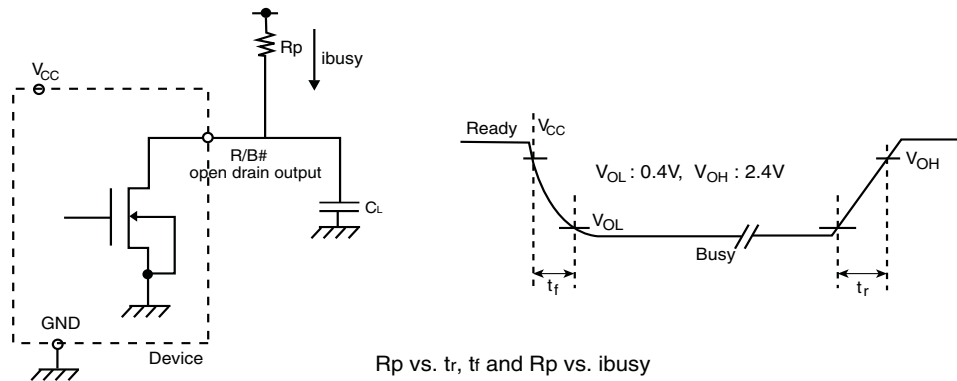 Rp
ibusy
VCC
R/B#
open drain output
CL
GND
Device
Ready
VCC
VOL : 0.4V, VOH : 2.4V
VOH
VOL
Busy
tf
tr
Rp vs. tr, tf and Rp vs. ibusy